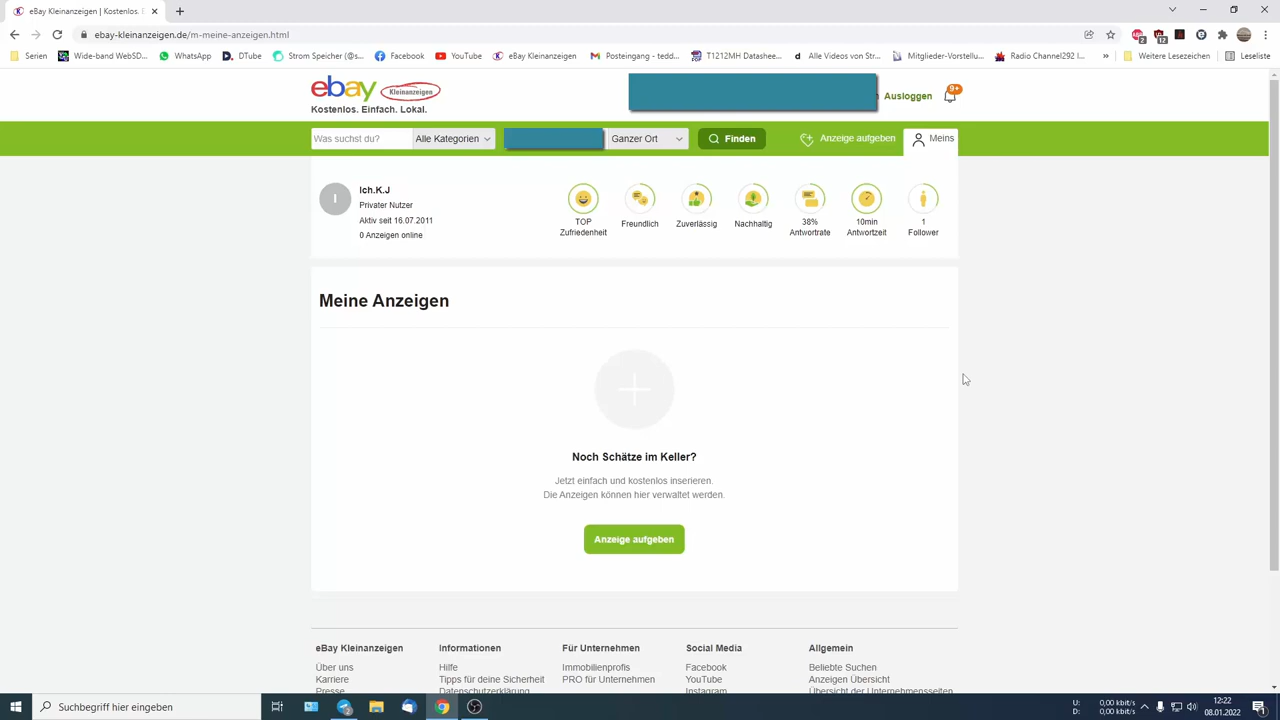 eBay Kleinanzeigen | Kostenlos. E
ebay-kleinanzeigen.de/m-meine-anzeigen.html
Serien
Wide-band WebSD...
WhatsApp
DTube
Strom Speicher (@s...
Facebook
YouTube
eBay Kleinanzeigen
Posteingang - tedd...
T1212MH Datashee...
Alle Videos von Str...
Mitglieder-Vorstellu...
Radio Channel292 I...
»
Weitere Lesezeichen
Leseliste
ebay Kleinanzeigen
Kostenlos. Einfach. Lokal.
Ausloggen
9+
Was suchst du?
Alle Kategorien
Ganzer Ort
Finden
Anzeige aufgeben
Meins
I
Ich.K.J
Privater Nutzer
Aktiv seit 16.07.2011
0 Anzeigen online
TOP
Zufriedenheit
Freundlich
Zuverlässig
Nachhaltig
38%
Antwortrate
10min
Antwortzeit
1
Follower
Meine Anzeigen
Noch Schätze im Keller?
Jetzt einfach und kostenlos inserieren.
Die Anzeigen können hier verwaltet werden.
Anzeige aufgeben
eBay Kleinanzeigen
Über uns
Karriere
Presse
Informationen
Hilfe
Tipps für deine Sicherheit
Datenschutzerklärung
Für Unternehmen
Immobilienprofis
PRO für Unternehmen
Social Media
Facebook
YouTube
Instagram
Allgemein
Beliebte Suchen
Anzeigen Übersicht
Übersicht der Unternehmensseiten
Suchbegriff hier eingeben
U: 0,00 kbit/s
D: 0,00 kbit/s
12:22
08.01.2022